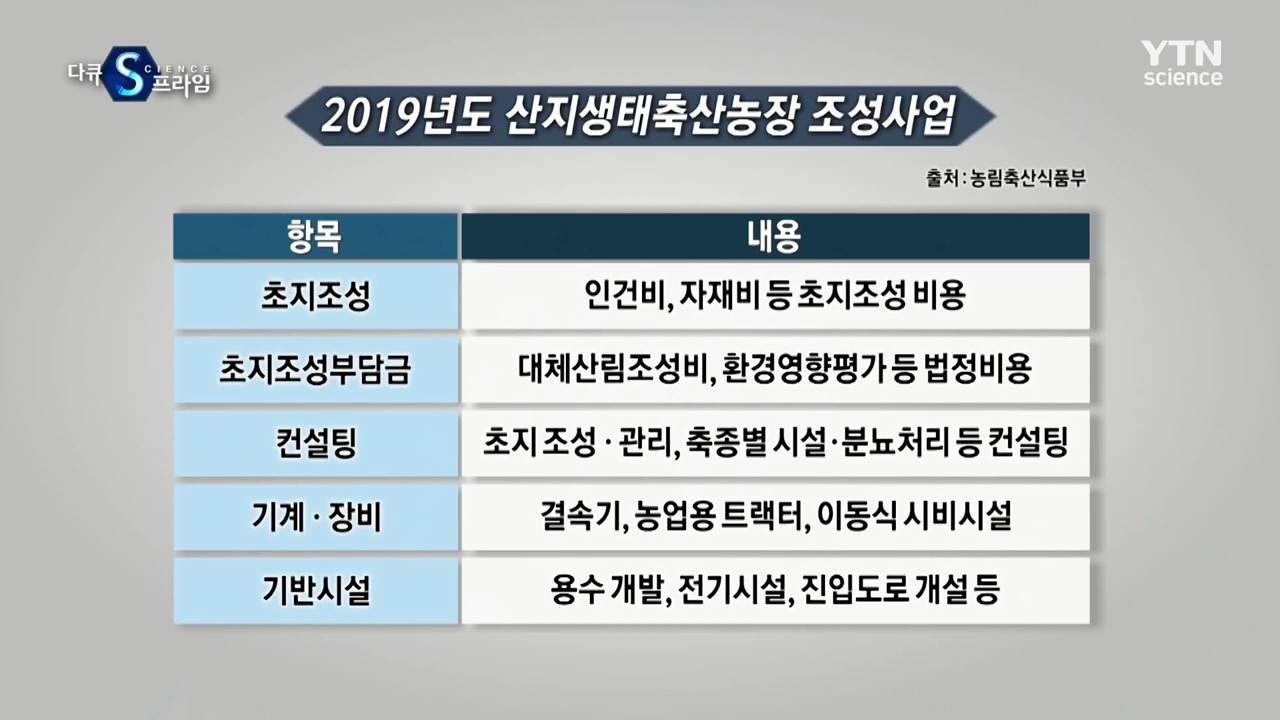 다큐 S CIENCE 프라임
YTN
science
2019년도 산지생태축산농장 조성사업
출처 : 농림축산식품부
항목 내용
초지조성 인건비, 자재비 등 초지조성 비용
초지조성부담금 대체산림조성비, 환경영향평가 등 법정비용
컨설팅 초지 조성 · 관리, 축종별 시설·분뇨처리 등 컨설팅
기계 · 장비 결속기, 농업용 트랙터, 이동식 시비시설
기반시설 용수 개발, 전기시설, 진입도로 개설 등